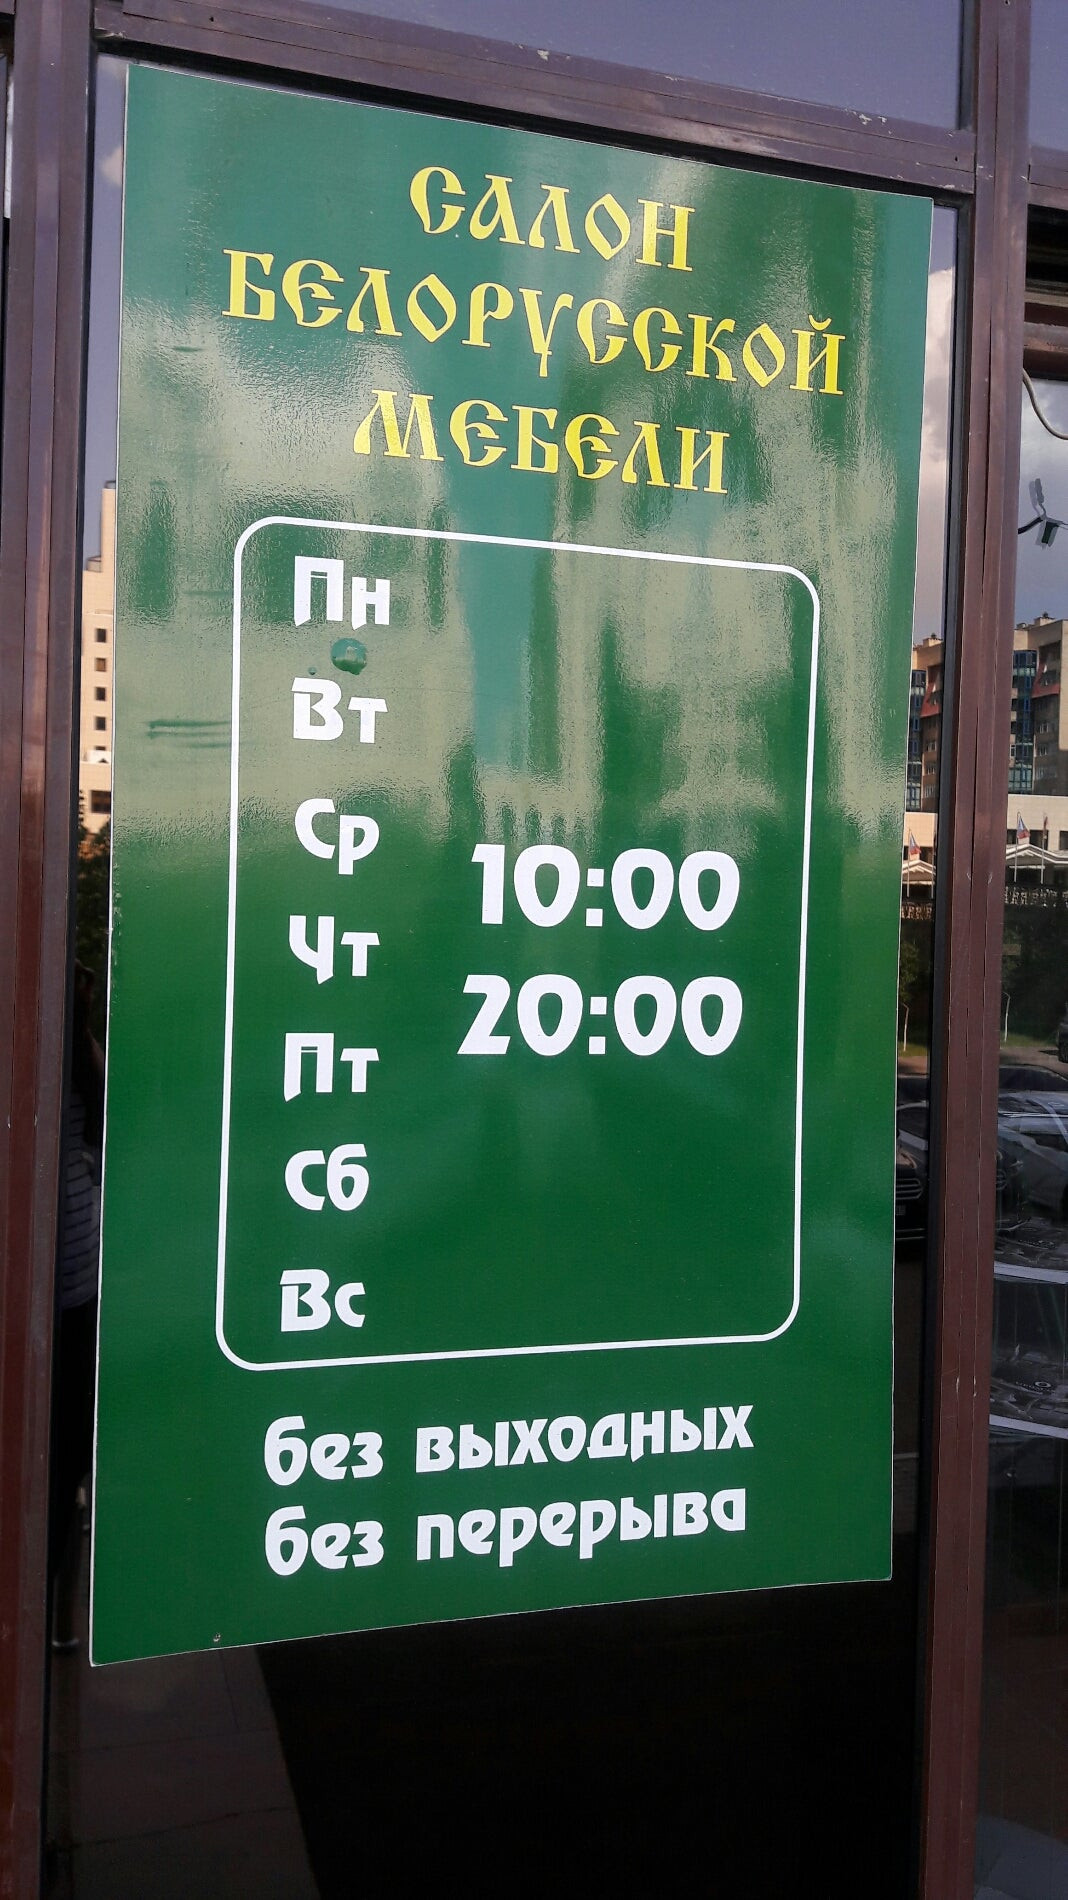 САЛОН
БЕЛОРУССКОЙ
МЕБЕЛИ
Пн
Вт
Ср
Чт
Пт
Сб
Вс
10:00
20:00
без выходных
без перерыва